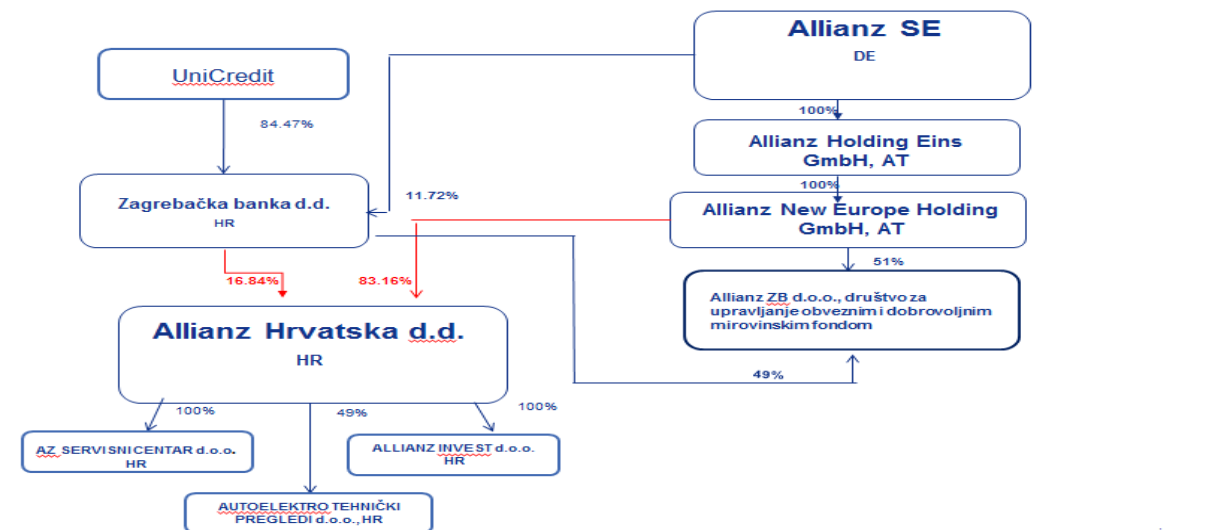 Allianz SE
DE
UniCredit
84.47%
100%
Allianz Holding Eins
GmbH, AT
100%
Zagrebačka banka d.d.
HR
11.72%
Allianz New Europe Holding
GmbH, AT
51%
16.84%
83.16%
Allianz ZB d.o.o., društvo za
upravljanje obveznim i dobrovoljnim
mirovinskim fondom
Allianz Hrvatska d.d.
HR
49%
100%
49%
100%
AZ SERVISNI CENTAR d.o.o.
HR
ALLIANZ INVEST d.o.o.
HR
AUTOELEKTRO TEHNIČKI
PREGLEDI d.o.o., HR